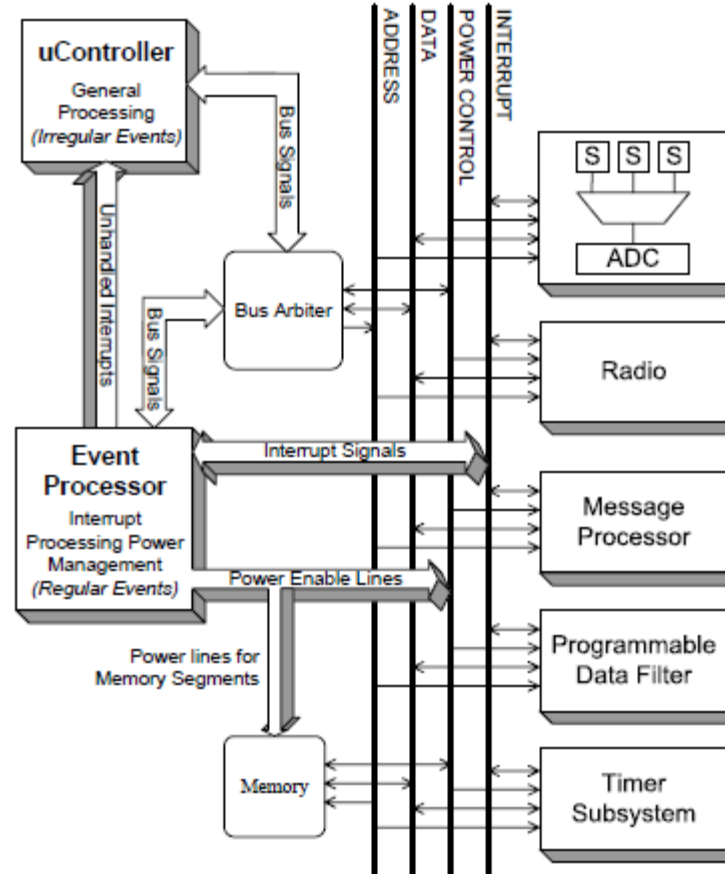 uController
General
Processing
(Irregular Events)
Bus Signals
ADDRESS
DATA
POWER CONTROL
INTERRUPT
S S S
ADC
Unhandled Interrupts
Bus Signals
Bus Arbiter
Radio
Event
Processor
Interrupt
Processing Power
Management
(Regular Events)
Interrupt Signals
Message
Processor
Power Enable Lines
Power lines for
Memory Segments
Programmable
Data Filter
Memory
Timer
Subsystem